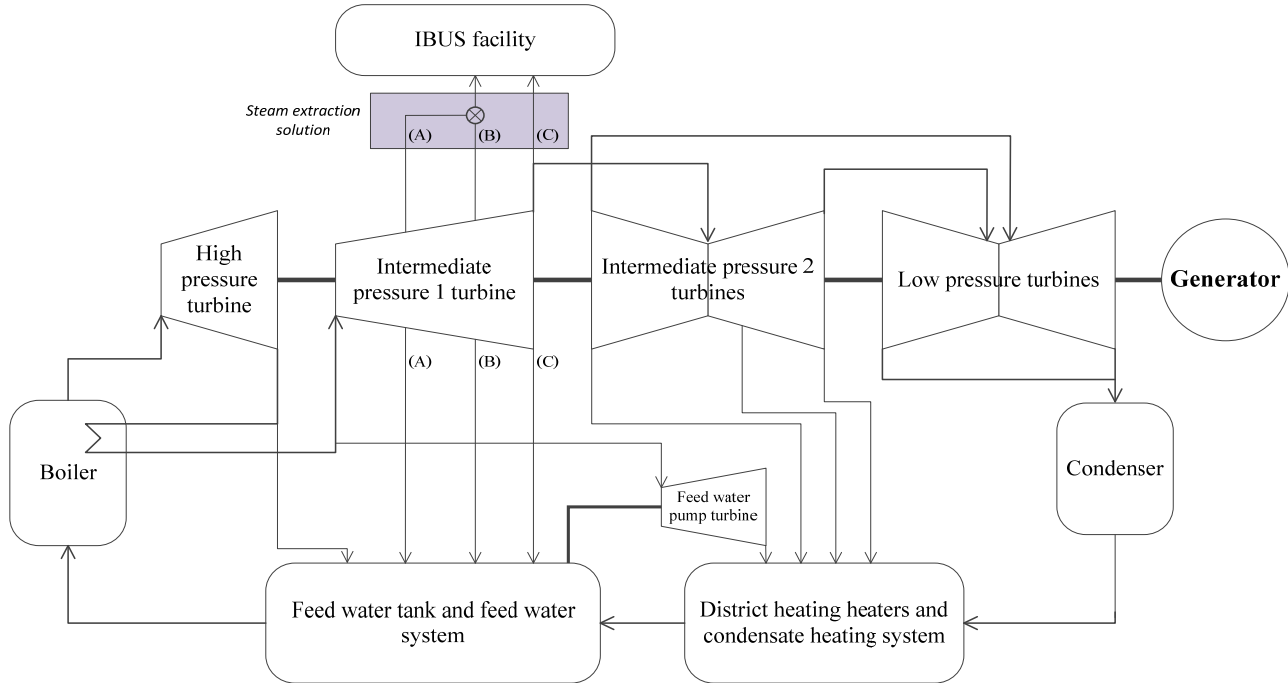 IBUS facility
Steam extraction
solution
(A)
(B)
(C)
High
pressure
turbine
Intermediate
pressure 1 turbine
Intermediate pressure 2
turbines
Low pressure turbines
Generator
(A)
(B)
(C)
Boiler
Feed water
pump turbine
Condenser
Feed water tank and feed water
system
District heating heaters and
condensate heating system